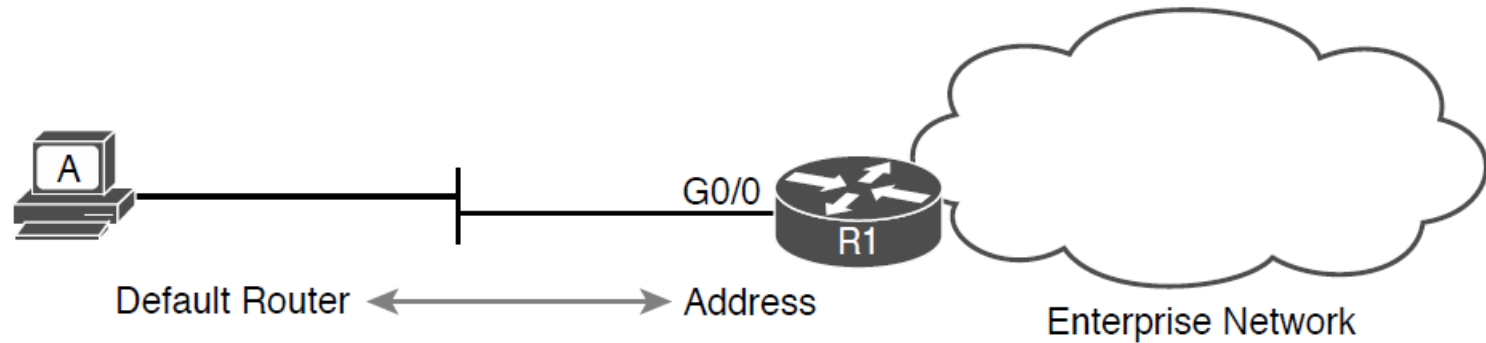 A
G0/0
R1
Default Router
Address
Enterprise Network